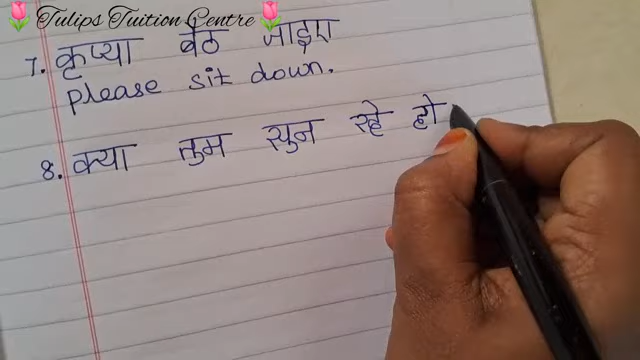 🌷Tulips Tuition Centre🌷
7. कृप्या बैठ जाइए
please sit down.
8. क्या तुम सुन रहे हो